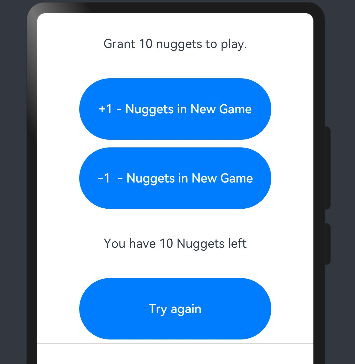 Grant 10 nuggets to play.
+1 - Nuggets in New Game
-1  - Nuggets in New Game
You have 10 Nuggets left
Try again